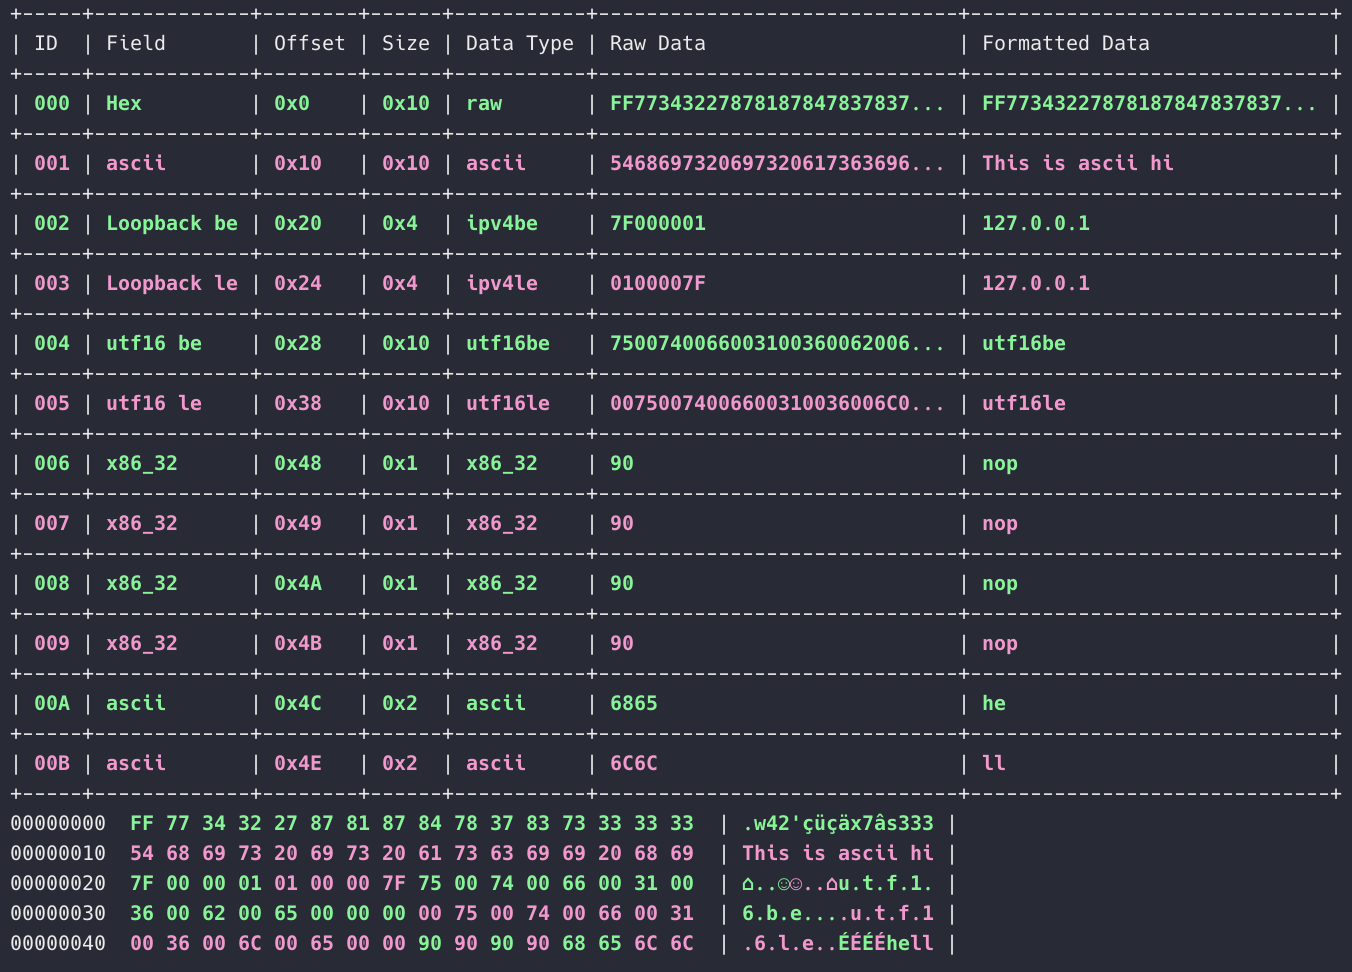 +-----+-------------+--------+------+-----------+------------------------------+------------------------------+
| ID  | Field       | Offset | Size | Data Type | Raw Data                     | Formatted Data               |
+-----+-------------+--------+------+-----------+------------------------------+------------------------------+
| 000 | Hex         | 0x0    | 0x10 | raw       | FF77343227878187847837837... | FF77343227878187847837837... |
+-----+-------------+--------+------+-----------+------------------------------+------------------------------+
| 001 | ascii       | 0x10   | 0x10 | ascii     | 5468697320697320617363696... | This is ascii hi             |
+-----+-------------+--------+------+-----------+------------------------------+------------------------------+
| 002 | Loopback be | 0x20   | 0x4  | ipv4be    | 7F000001                     | 127.0.0.1                    |
+-----+-------------+--------+------+-----------+------------------------------+------------------------------+
| 003 | Loopback le | 0x24   | 0x4  | ipv4le    | 0100007F                     | 127.0.0.1                    |
+-----+-------------+--------+------+-----------+------------------------------+------------------------------+
| 004 | utf16 be    | 0x28   | 0x10 | utf16be   | 7500740066003100360062006... | utf16be                      |
+-----+-------------+--------+------+-----------+------------------------------+------------------------------+
| 005 | utf16 le    | 0x38   | 0x10 | utf16le   | 00750074006600310036006C0... | utf16le                      |
+-----+-------------+--------+------+-----------+------------------------------+------------------------------+
| 006 | x86_32      | 0x48   | 0x1  | x86_32    | 90                           | nop                          |
+-----+-------------+--------+------+-----------+------------------------------+------------------------------+
| 007 | x86_32      | 0x49   | 0x1  | x86_32    | 90                           | nop                          |
+-----+-------------+--------+------+-----------+------------------------------+------------------------------+
| 008 | x86_32      | 0x4A   | 0x1  | x86_32    | 90                           | nop                          |
+-----+-------------+--------+------+-----------+------------------------------+------------------------------+
| 009 | x86_32      | 0x4B   | 0x1  | x86_32    | 90                           | nop                          |
+-----+-------------+--------+------+-----------+------------------------------+------------------------------+
| 00A | ascii       | 0x4C   | 0x2  | ascii     | 6865                         | he                           |
+-----+-------------+--------+------+-----------+------------------------------+------------------------------+
| 00B | ascii       | 0x4E   | 0x2  | ascii     | 6C6C                         | ll                           |
+-----+-------------+--------+------+-----------+------------------------------+------------------------------+
00000000  FF 77 34 32 27 87 81 87 84 78 37 83 73 33 33 33  | .w42'çüçäx7âs333 |
00000010  54 68 69 73 20 69 73 20 61 73 63 69 69 20 68 69  | This is ascii hi |
00000020  7F 00 00 01 01 00 00 7F 75 00 74 00 66 00 31 00  | ⌂..☺☺..⌂u.t.f.1. |
00000030  36 00 62 00 65 00 00 00 00 75 00 74 00 66 00 31  | 6.b.e....u.t.f.1 |
00000040  00 36 00 6C 00 65 00 00 90 90 90 90 68 65 6C 6C  | .6.l.e..ÉÉÉÉhell |